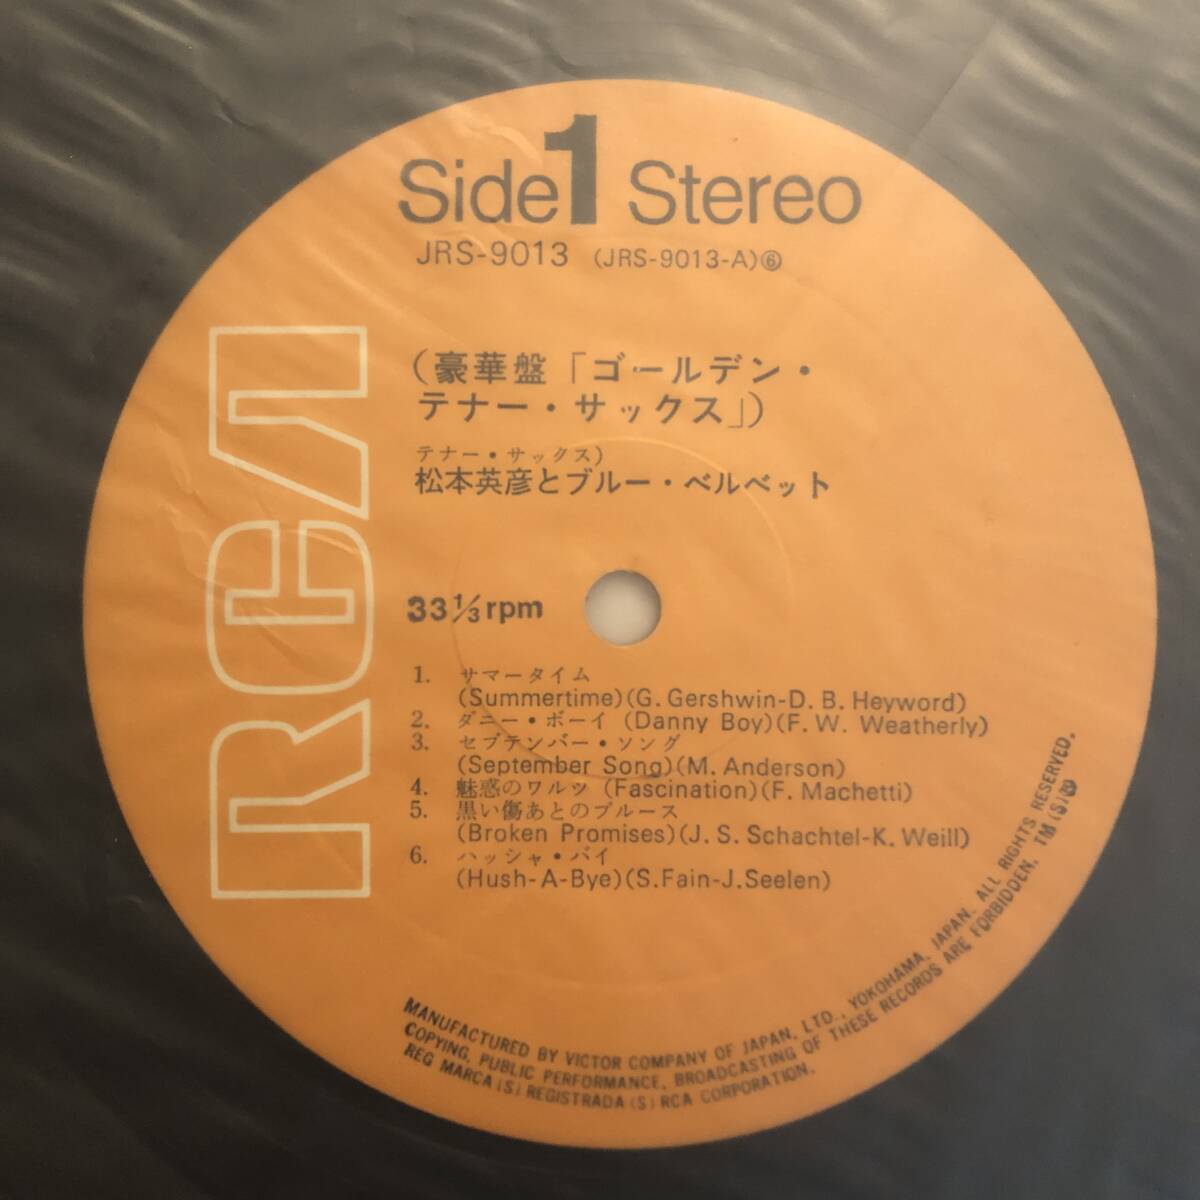 Side 1 Stereo
JRS-9013 (JRS-9013-A)⑥
RCA
(豪華盤「ゴールデン・
テナー・サックス」)
テナー・サックス)
松本英彦とブルー・ベルベット
33 1/3 rpm
1. サマータイム
(Summertime)(G. Gershwin-D. B. Heyword)
2. ダニー・ボーイ (Danny Boy)(F. W. Weatherly)
3. セプテンバー・ソング
(September Song)(M. Anderson)
4. 魅惑のワルツ (Fascination)(F. Machetti)
5. 黒い傷あとのブルース
(Broken Promises)(J. S. Schachtel-K. Weill)
6. ハッシャ・バイ
(Hush-A-Bye)(S.Fain-J.Seelen)
MANUFACTURED BY VICTOR COMPANY OF JAPAN, LTD., YOKOHAMA, JAPAN. ALL RIGHTS RESERVED.
COPYING, PUBLIC PERFORMANCE, BROADCASTING OF THESE RECORDS ARE FORBIDDEN. TM(S)®
REG MARCA(S) REGISTRADA(S) RCA CORPORATION.